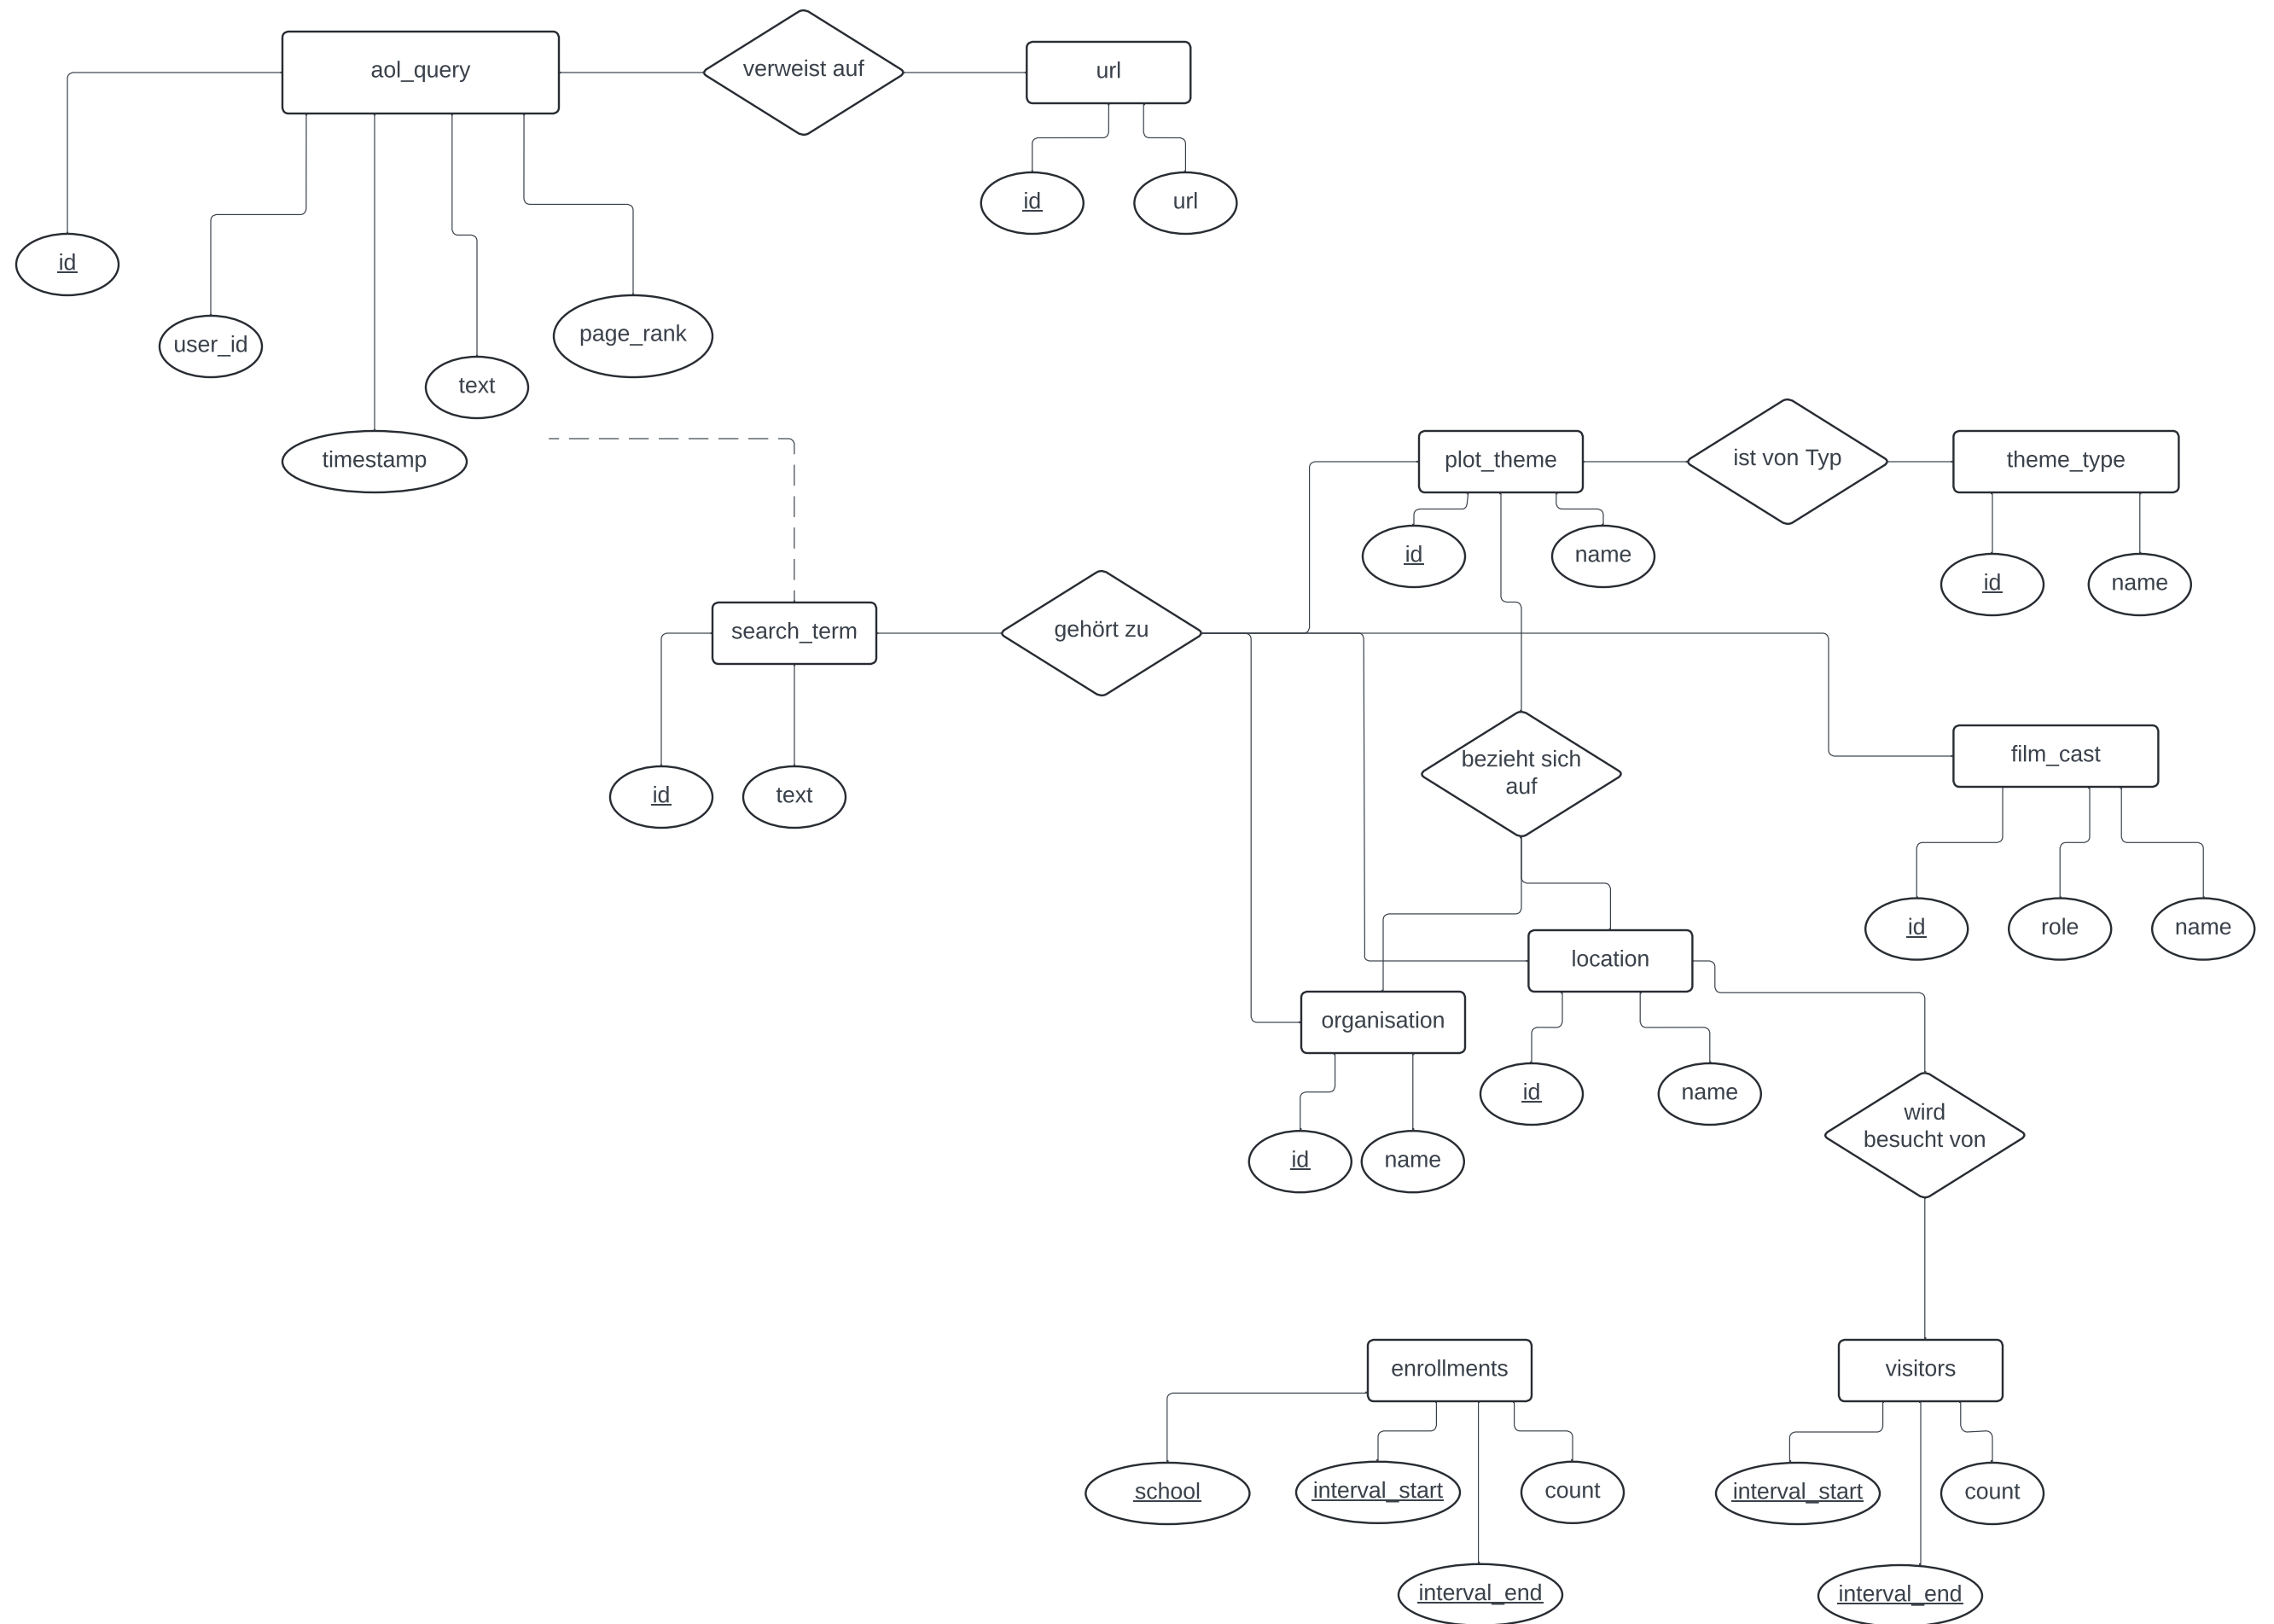 aol_query
verweist auf
url
id
user_id
timestamp
text
page_rank
id
url
plot_theme
ist von Typ
theme_type
id
name
id
name
search_term
gehört zu
id
text
bezieht sich
auf
film_cast
id
role
name
location
id
name
organisation
id
name
wird
besucht von
enrollments
school
interval_start
interval_end
count
visitors
interval_start
interval_end
count